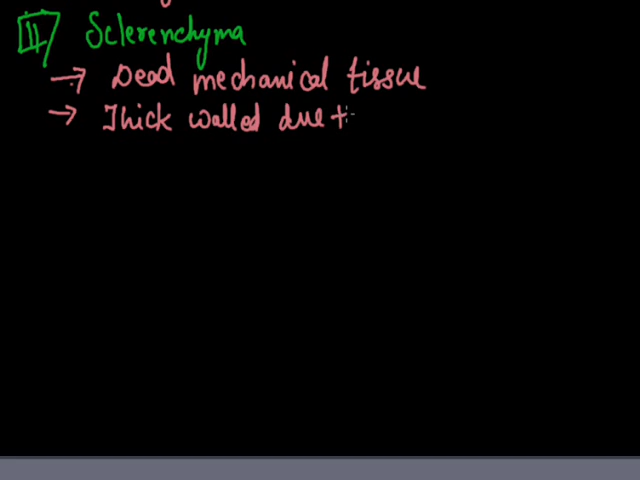 II Sclerenchyma
→ Dead mechanical tissue
→ Thick walled due t